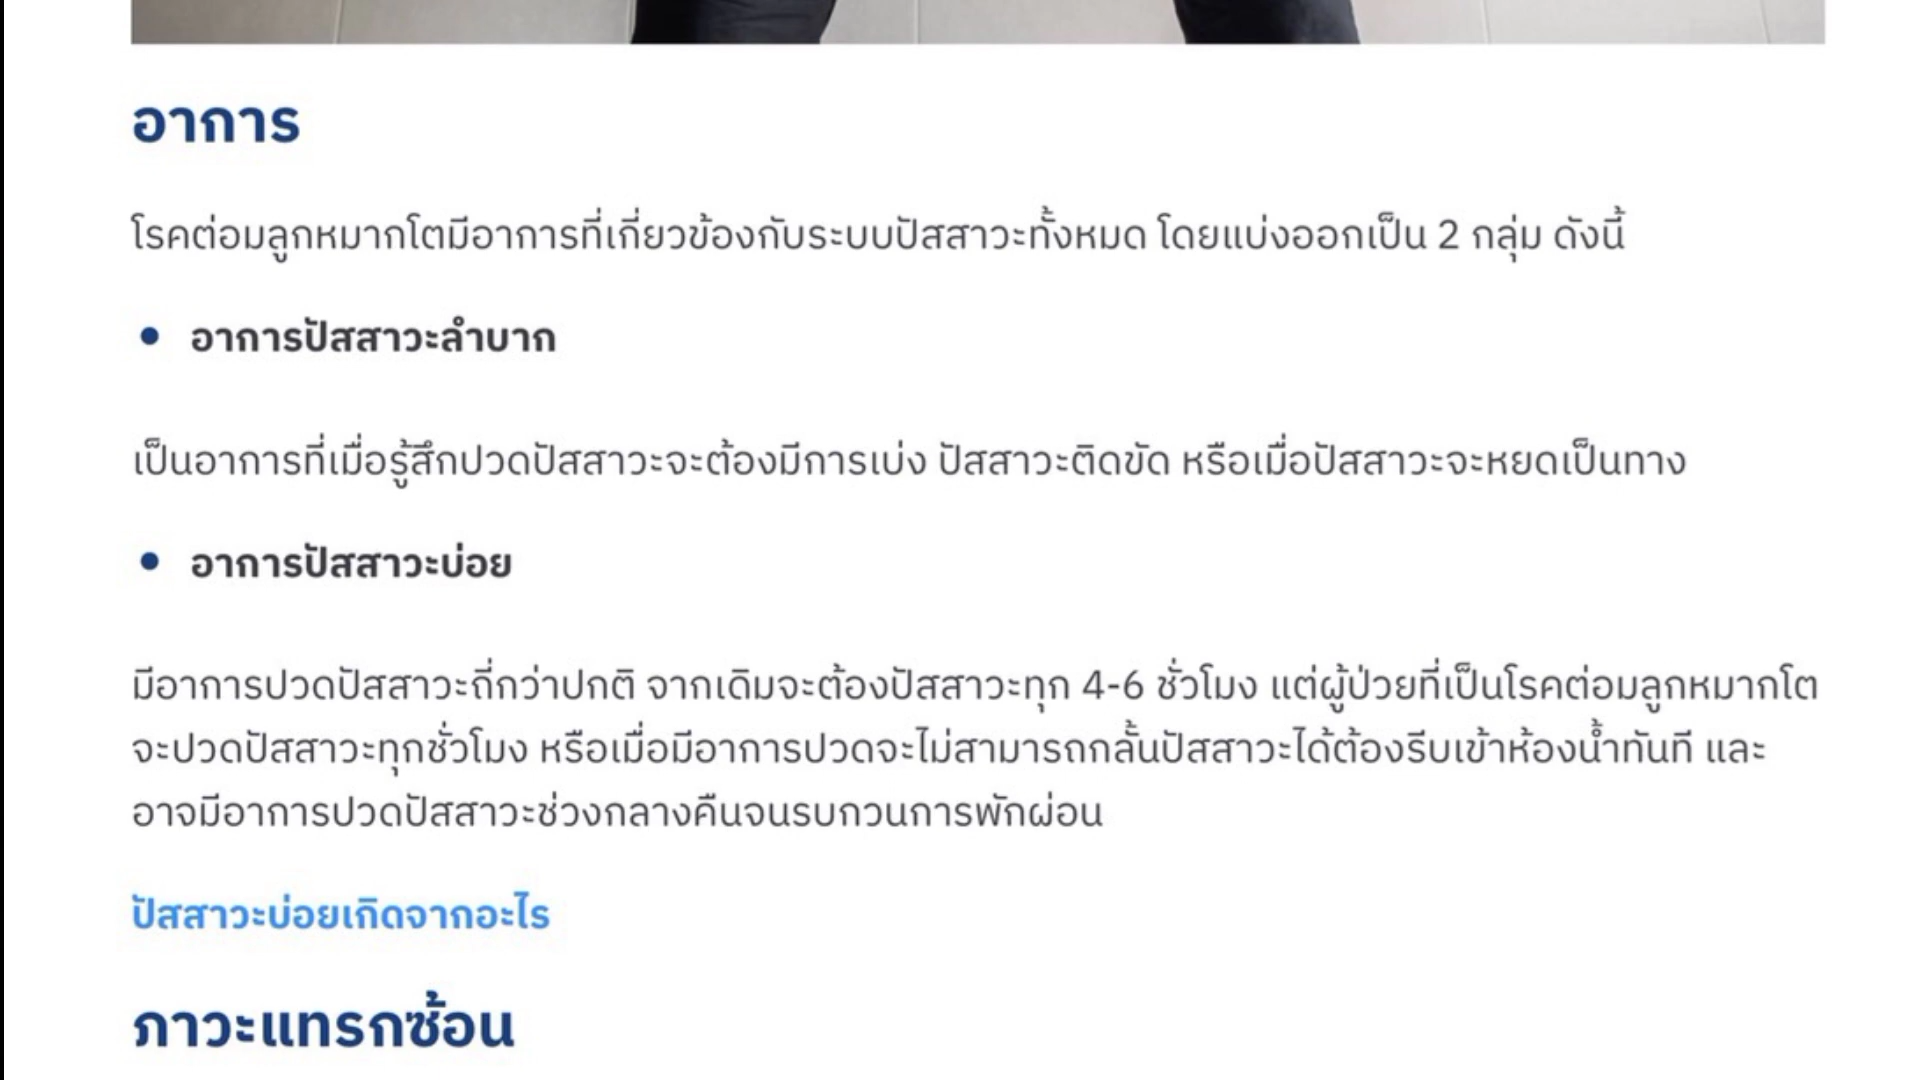 อาการ
โรคต่อมลูกหมากโตมีอาการที่เกี่ยวข้องกับระบบปัสสาวะทั้งหมด โดยแบ่งออกเป็น 2 กลุ่ม ดังนี้
• อาการปัสสาวะลำบาก
เป็นอาการที่เมื่อรู้สึกปวดปัสสาวะจะต้องมีการเบ่ง ปัสสาวะติดขัด หรือเมื่อปัสสาวะจะหยดเป็นทาง
• อาการปัสสาวะบ่อย
มีอาการปวดปัสสาวะถี่กว่าปกติ จากเดิมจะต้องปัสสาวะทุก 4-6 ชั่วโมง แต่ผู้ป่วยที่เป็นโรคต่อมลูกหมากโต
จะปวดปัสสาวะทุกชั่วโมง หรือเมื่อมีอาการปวดจะไม่สามารถกลั้นปัสสาวะได้ต้องรีบเข้าห้องน้ำทันที และ
อาจมีอาการปวดปัสสาวะช่วงกลางคืนจนรบกวนการพักผ่อน
ปัสสาวะบ่อยเกิดจากอะไร
ภาวะแทรกซ้อน